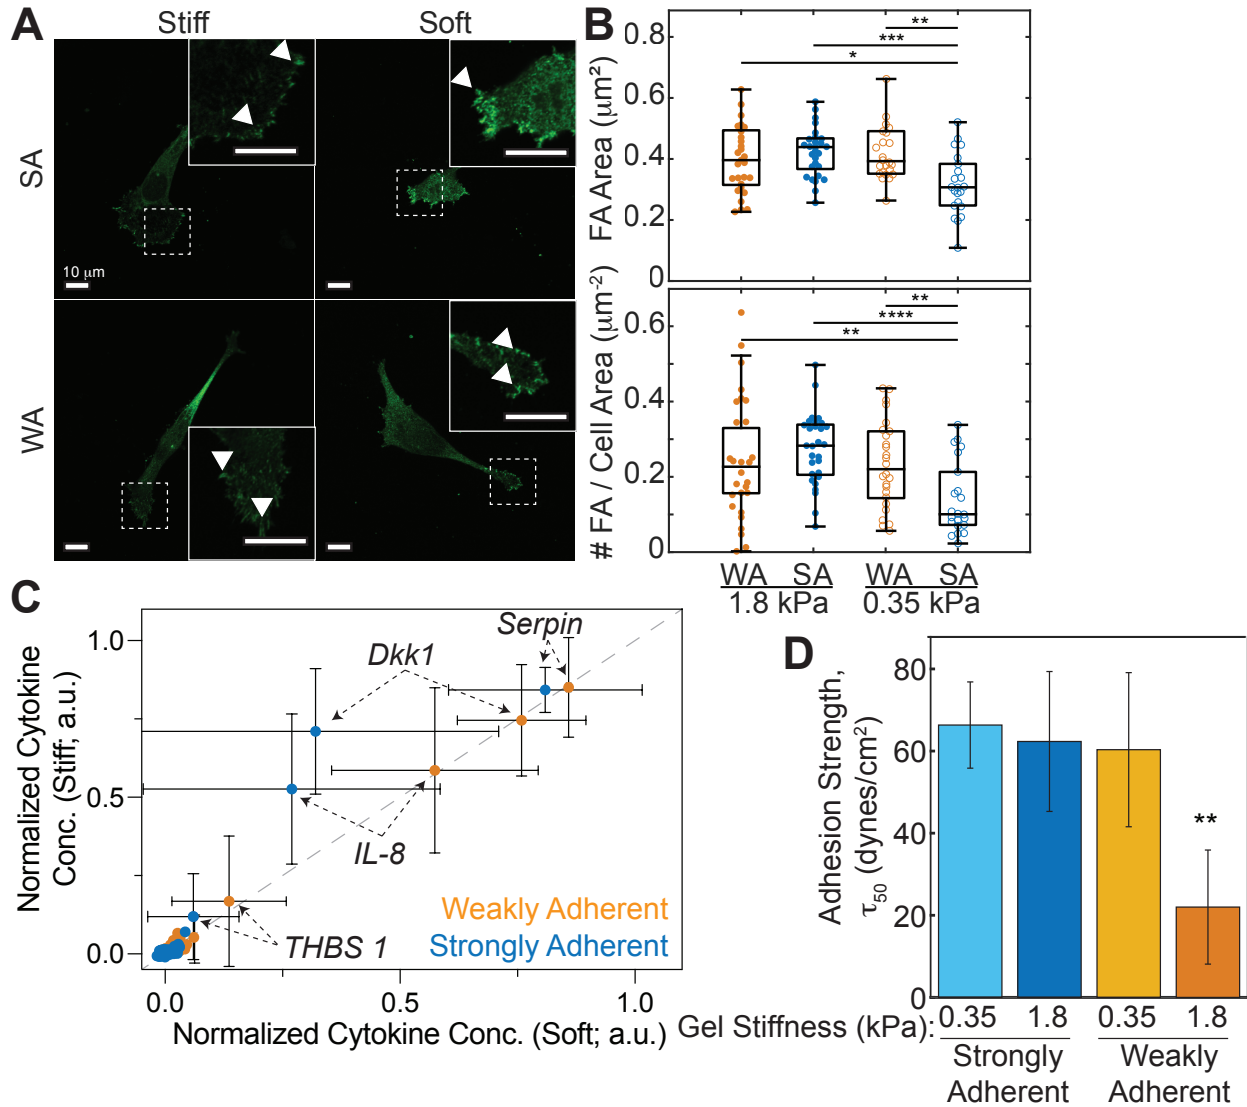 A
Stiff
Soft
SA
WA
10 μm
B
FA Area (μm²)
0.8
0.6
0.4
0.2
0
**
***
*
# FA / Cell Area (μm⁻²)
0.6
0.4
0.2
0
**
****
**
WA SA WA SA
1.8 kPa 0.35 kPa
C
Normalized Cytokine
Conc. (Stiff; a.u.)
1.0
0.5
0.0
Serpin
Dkk1
IL-8
THBS 1
Weakly Adherent
Strongly Adherent
0.0 0.5 1.0
Normalized Cytokine Conc. (Soft; a.u.)
D
Adhesion Strength,
τ₅₀ (dynes/cm²)
80
60
40
20
0
**
Gel Stiffness (kPa): 0.35 1.8 0.35 1.8
Strongly Adherent
Weakly Adherent